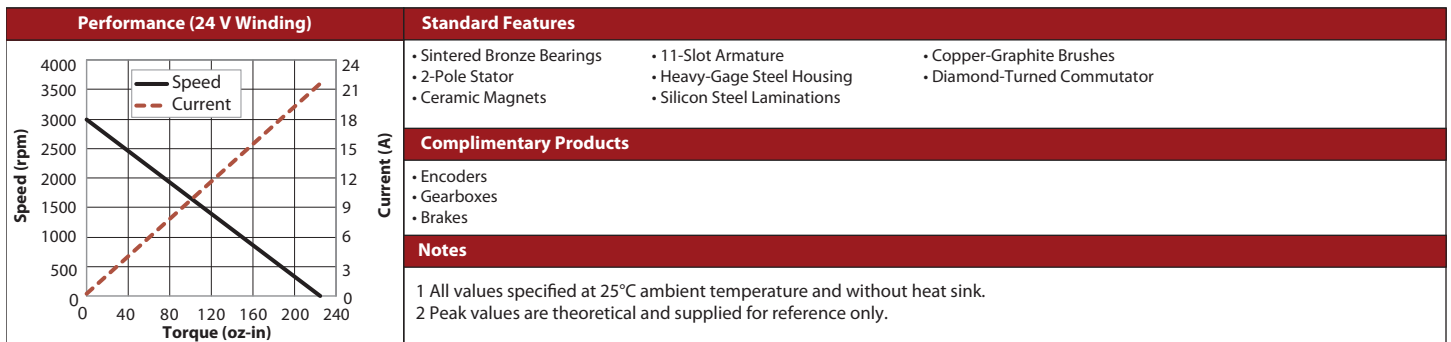 Performance (24 V Winding)
4000
3500
3000
2500
2000
1500
1000
500
0
Speed (rpm)
Speed
Current
24
21
18
15
12
9
6
3
0
Current (A)
0 40 80 120 160 200 240
Torque (oz-in)
Standard Features
• Sintered Bronze Bearings
• 2-Pole Stator
• Ceramic Magnets
• 11-Slot Armature
• Heavy-Gage Steel Housing
• Silicon Steel Laminations
• Copper-Graphite Brushes
• Diamond-Turned Commutator
Complimentary Products
• Encoders
• Gearboxes
• Brakes
Notes
1 All values specified at 25°C ambient temperature and without heat sink.
2 Peak values are theoretical and supplied for reference only.